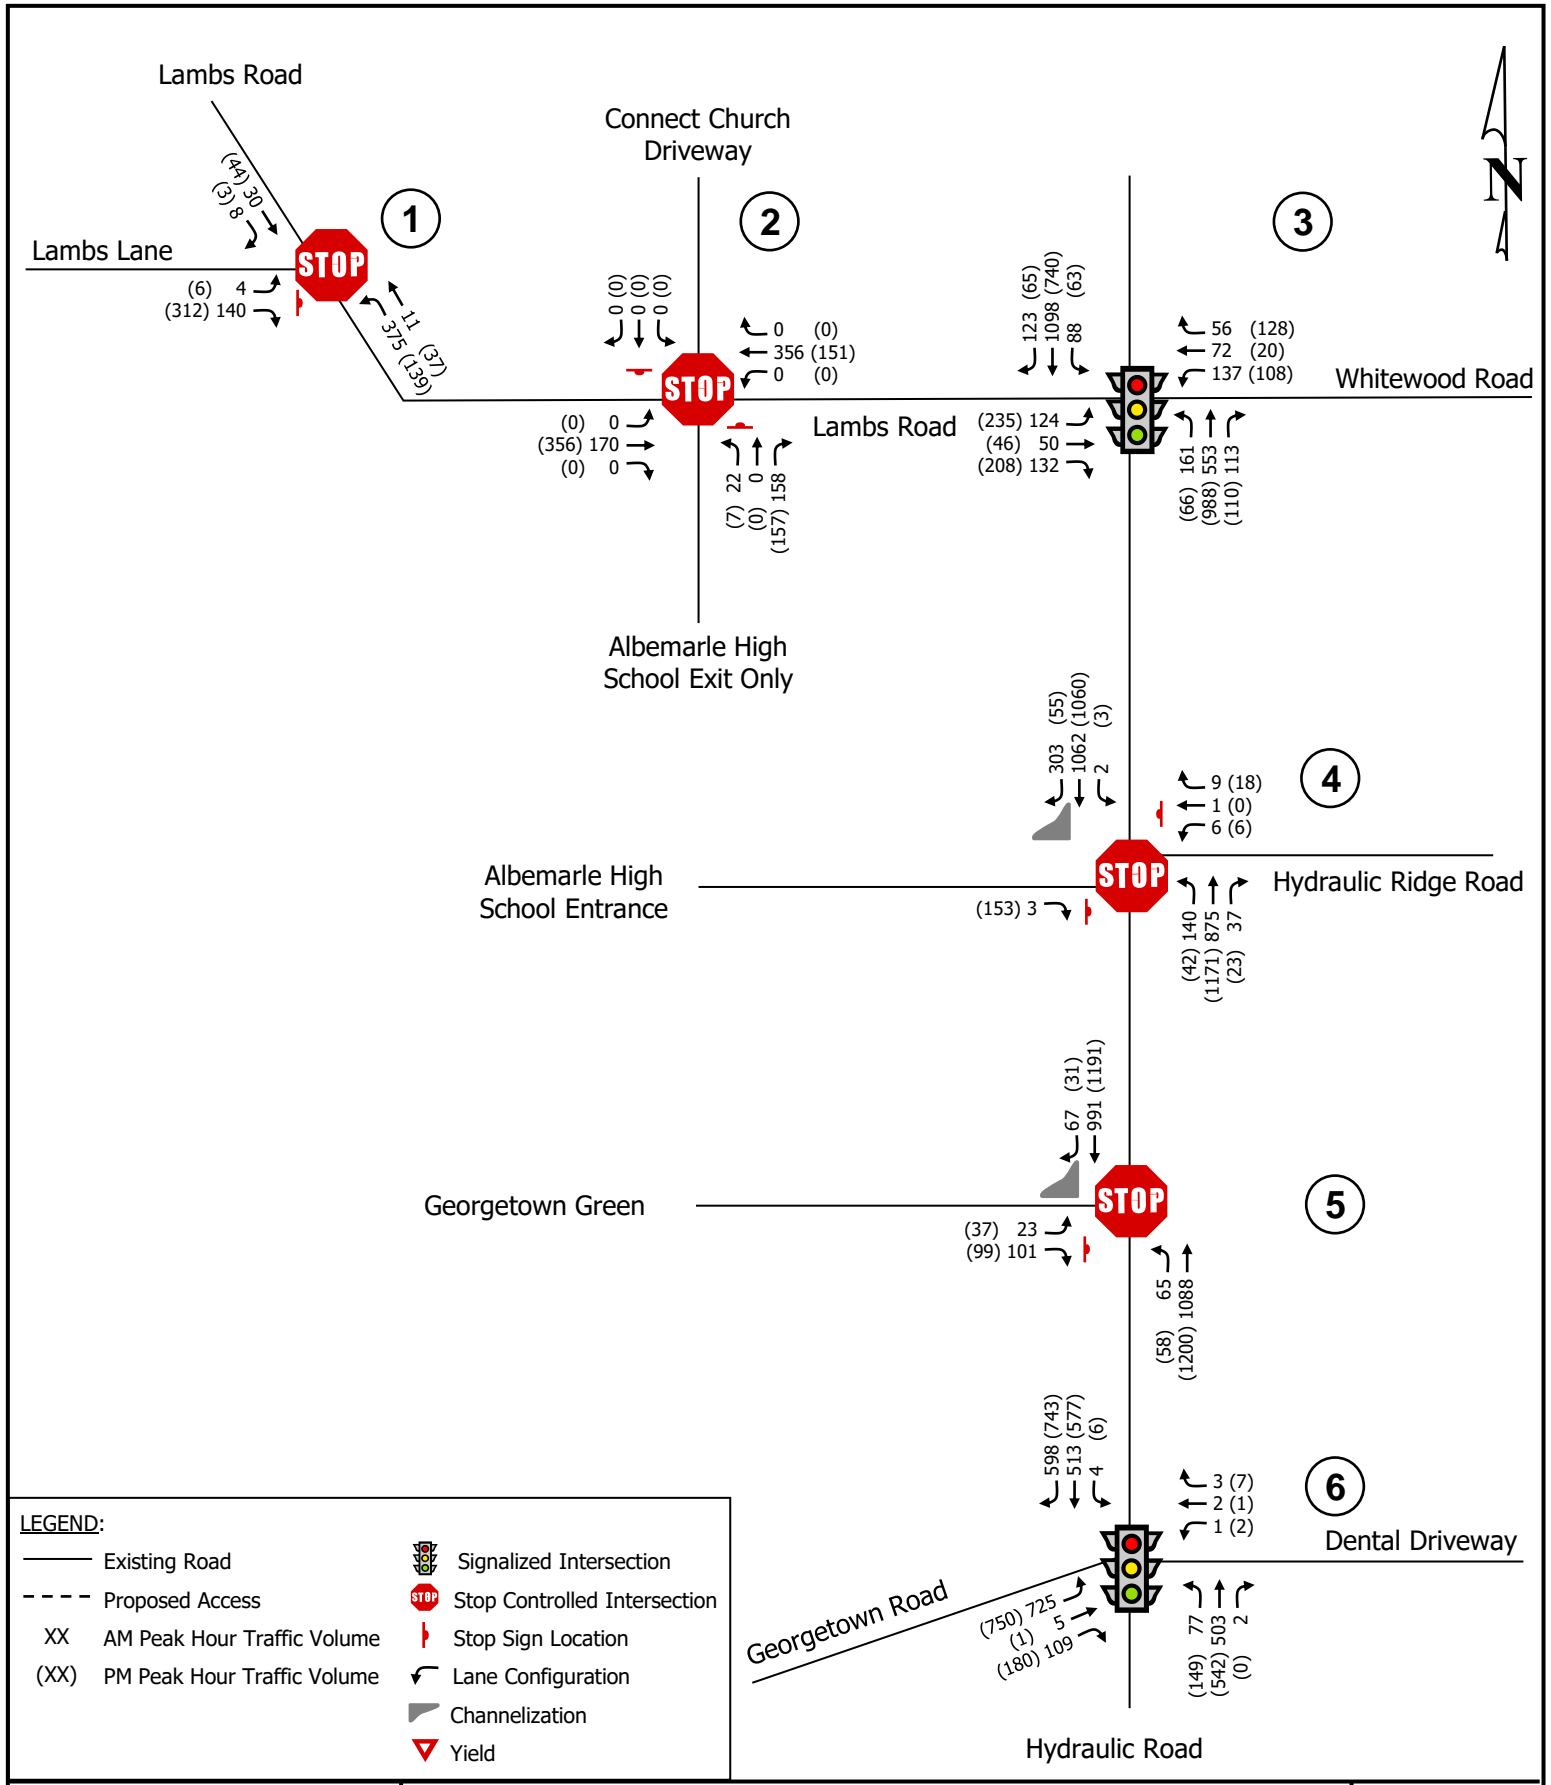 Lambs Road
(44) 30
(3) 8
Lambs Lane
STOP
1
(6) 4
(312) 140
11 (37)
375 (139)
Connect Church
Driveway
2
0 (0)
0 (0)
0 (0)
0 (0)
356 (151)
0 (0)
STOP
(0) 0
(356) 170
(0) 0
(7) 22
(0) 0
(157) 158
Albemarle High
School Exit Only
Lambs Road
3
N
123 (65)
1098 (740)
88 (63)
56 (128)
72 (20)
137 (108)
Whitewood Road
(235) 124
(46) 50
(208) 132
(66) 161
(988) 553
(110) 113
303 (55)
1062 (1060)
2 (3)
4
9 (18)
1 (0)
6 (6)
Albemarle High
School Entrance
STOP
Hydraulic Ridge Road
(153) 3
(42) 140
(1171) 875
(23) 37
67 (31)
991 (1191)
Georgetown Green
STOP
5
(37) 23
(99) 101
(58) 65
(1200) 1088
598 (743)
513 (577)
4 (6)
6
3 (7)
2 (1)
1 (2)
Dental Driveway
Georgetown Road
(750) 725
(1) 5
(180) 109
(149) 77
(542) 503
(0) 2
Hydraulic Road
LEGEND:
Existing Road
Proposed Access
XX AM Peak Hour Traffic Volume
(XX) PM Peak Hour Traffic Volume
Signalized Intersection
STOP Stop Controlled Intersection
Stop Sign Location
Lane Configuration
Channelization
Yield